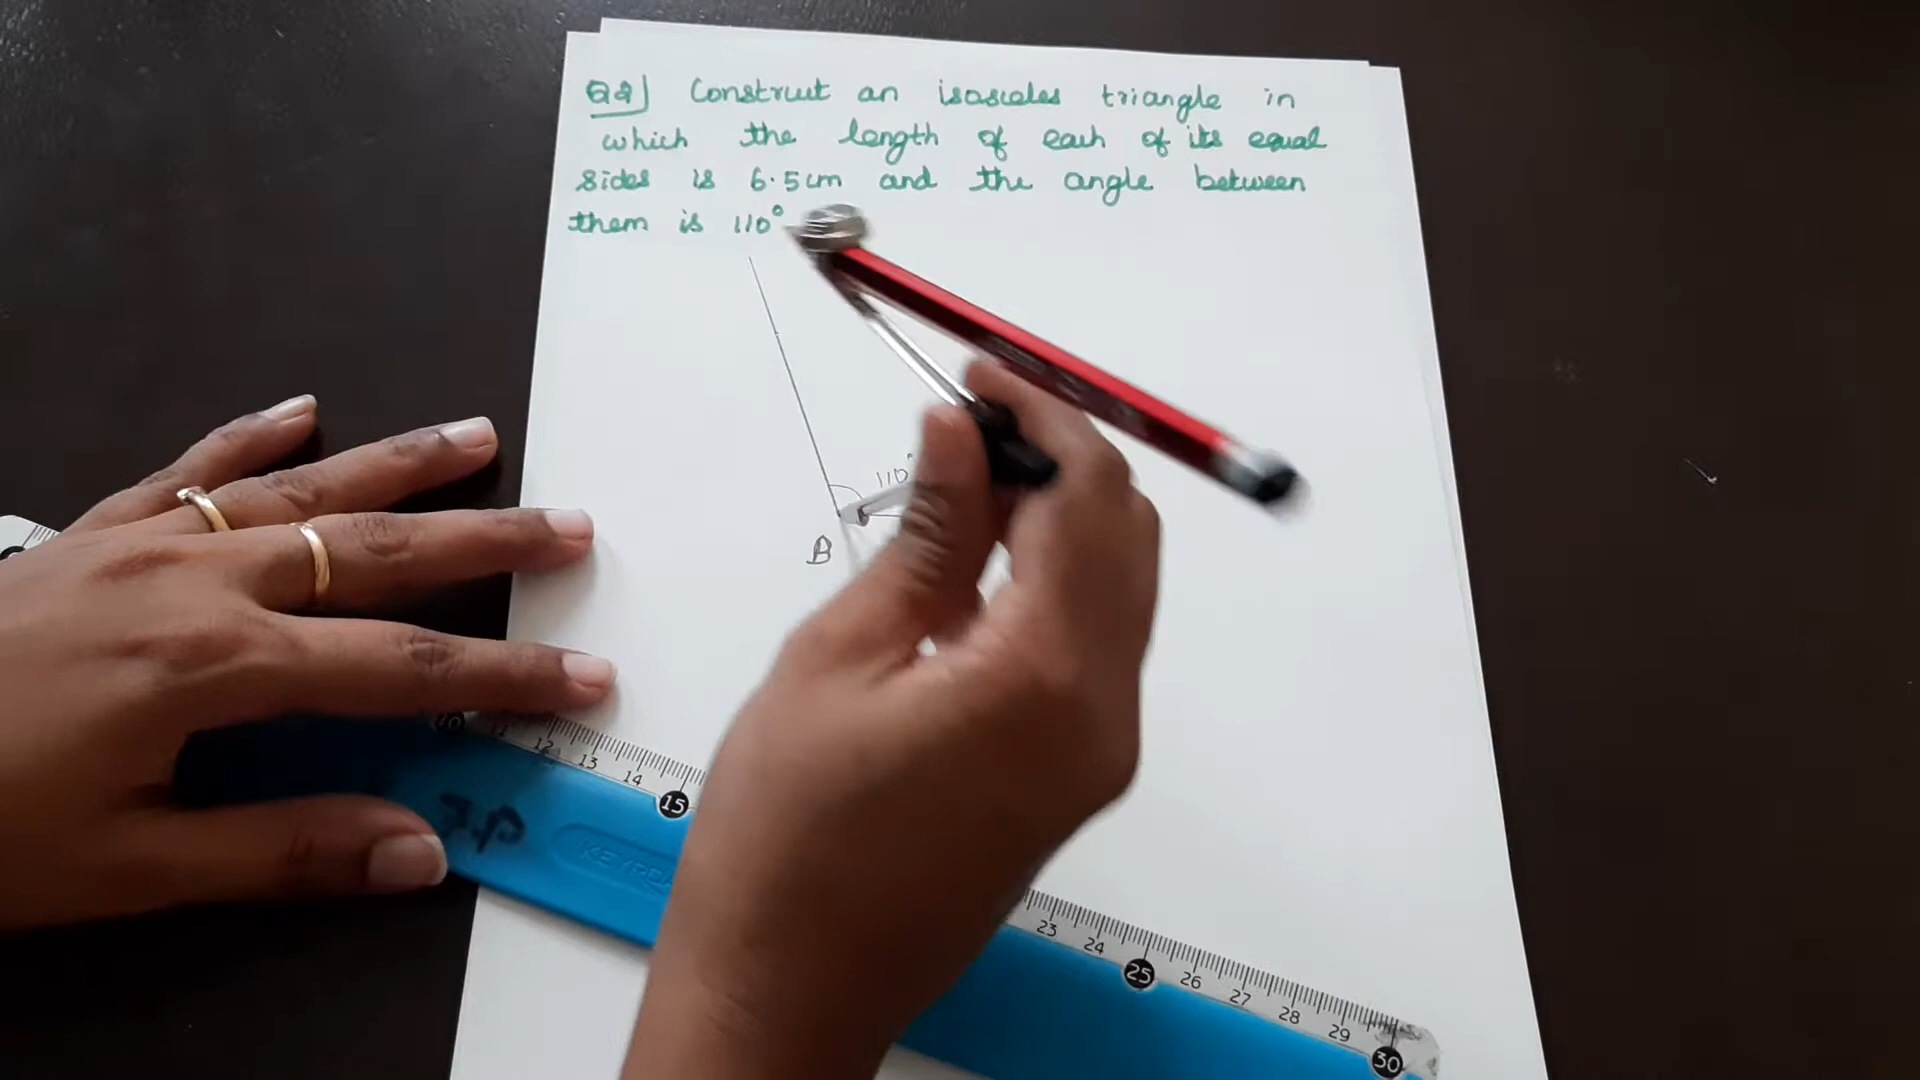 Q2) Construct an isosceles triangle in
which the length of each of its equal
sides is 6.5cm and the angle between
them is 110°
110°
B
10 11 12 13 14 15
23 24 25 26 27 28 29 30